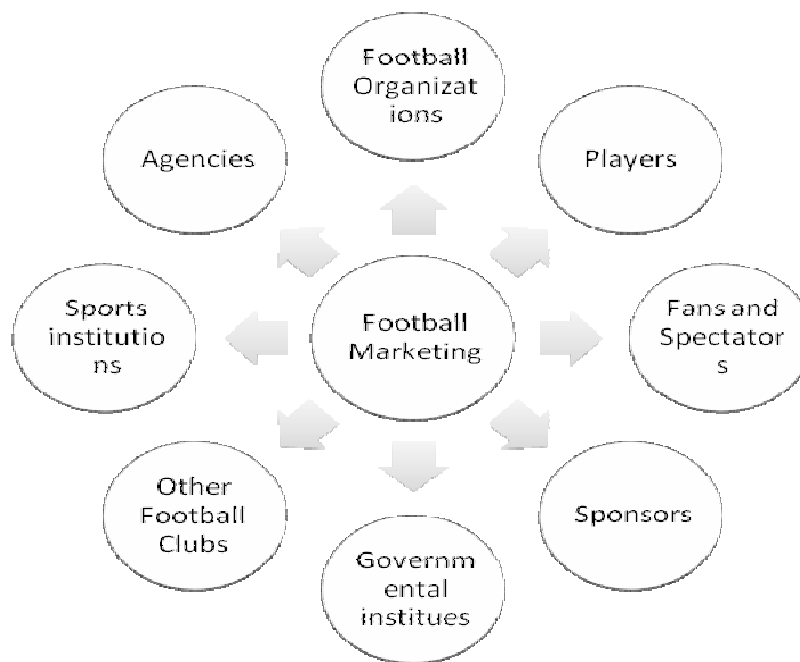 Football
Organizat
ions
Agencies
Players
Sports
institutio
ns
Football
Marketing
Fans and
Spectator
s
Other
Football
Clubs
Sponsors
Governm
ental
institues